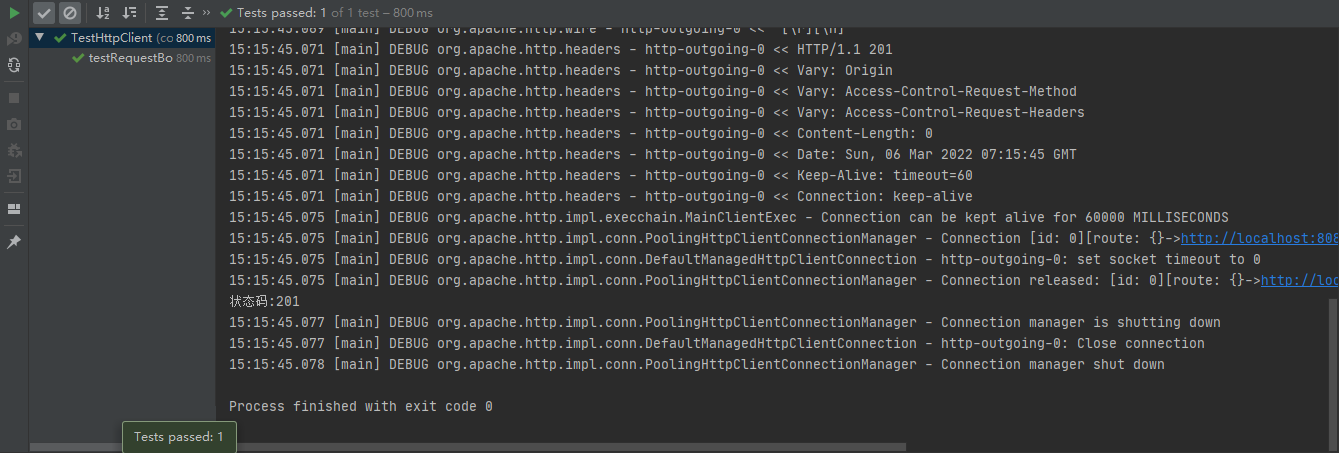 Tests passed: 1 of 1 test – 800 ms
TestHttpClient (co 800 ms
testRequestBo 800 ms
15:15:45.071 [main] DEBUG org.apache.http.headers - http-outgoing-0 << HTTP/1.1 201
15:15:45.071 [main] DEBUG org.apache.http.headers - http-outgoing-0 << Vary: Origin
15:15:45.071 [main] DEBUG org.apache.http.headers - http-outgoing-0 << Vary: Access-Control-Request-Method
15:15:45.071 [main] DEBUG org.apache.http.headers - http-outgoing-0 << Vary: Access-Control-Request-Headers
15:15:45.071 [main] DEBUG org.apache.http.headers - http-outgoing-0 << Content-Length: 0
15:15:45.071 [main] DEBUG org.apache.http.headers - http-outgoing-0 << Date: Sun, 06 Mar 2022 07:15:45 GMT
15:15:45.071 [main] DEBUG org.apache.http.headers - http-outgoing-0 << Keep-Alive: timeout=60
15:15:45.071 [main] DEBUG org.apache.http.headers - http-outgoing-0 << Connection: keep-alive
15:15:45.075 [main] DEBUG org.apache.http.impl.execchain.MainClientExec - Connection can be kept alive for 60000 MILLISECONDS
15:15:45.075 [main] DEBUG org.apache.http.impl.conn.PoolingHttpClientConnectionManager - Connection [id: 0][route: {}->http://localhost:808
15:15:45.075 [main] DEBUG org.apache.http.impl.conn.DefaultManagedHttpClientConnection - http-outgoing-0: set socket timeout to 0
15:15:45.075 [main] DEBUG org.apache.http.impl.conn.PoolingHttpClientConnectionManager - Connection released: [id: 0][route: {}->http://loc
状态码:201
15:15:45.077 [main] DEBUG org.apache.http.impl.conn.PoolingHttpClientConnectionManager - Connection manager is shutting down
15:15:45.077 [main] DEBUG org.apache.http.impl.conn.DefaultManagedHttpClientConnection - http-outgoing-0: Close connection
15:15:45.078 [main] DEBUG org.apache.http.impl.conn.PoolingHttpClientConnectionManager - Connection manager shut down
Process finished with exit code 0
Tests passed: 1